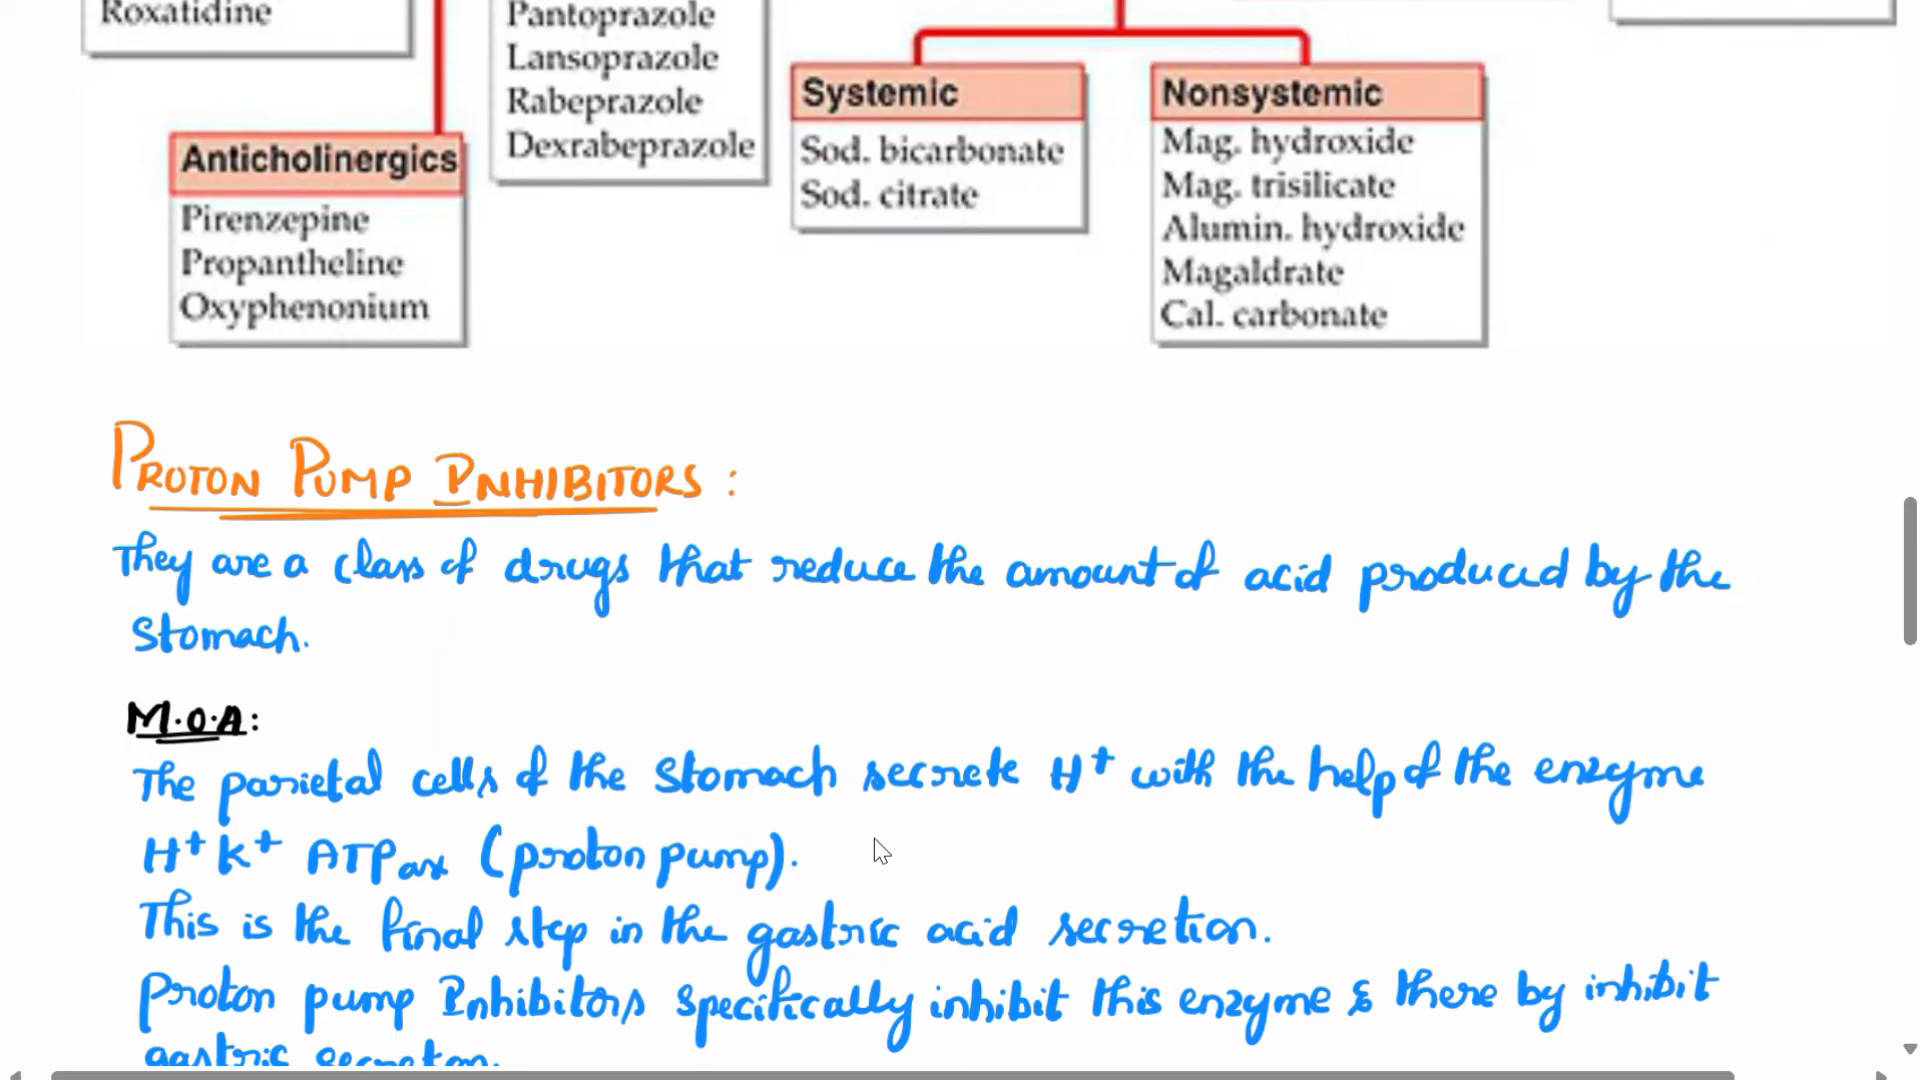 Roxatidine
Pantoprazole
Lansoprazole
Rabeprazole
Dexrabeprazole
Anticholinergics
Pirenzepine
Propantheline
Oxyphenonium
Systemic
Sod. bicarbonate
Sod. citrate
Nonsystemic
Mag. hydroxide
Mag. trisilicate
Alumin. hydroxide
Magaldrate
Cal. carbonate
PROTON PUMP INHIBITORS :
They are a class of drugs that reduce the amount of acid produced by the
Stomach.
M.O.A:
The parietal cells of the stomach secrete H+ with the help of the enzyme
H+ K+ ATPase (proton pump).
This is the final step in the gastric acid secretion.
Proton pump Inhibitors specifically inhibit this enzyme & there by inhibit
gastric secreton.